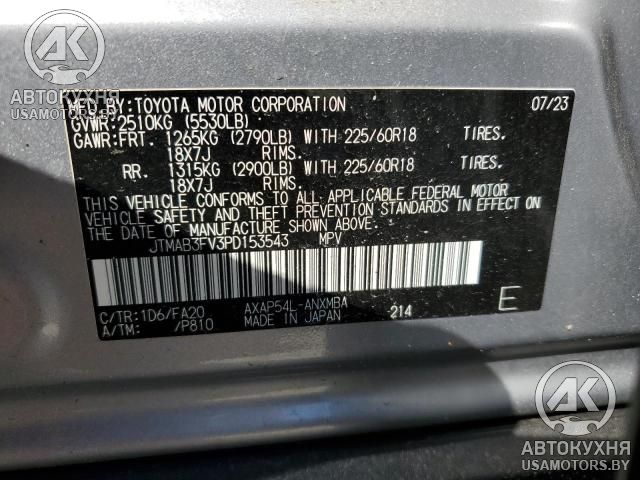 AK
АВТОКУХНЯ
USAMOTORS.BY
MFD. BY: TOYOTA MOTOR CORPORATION 07/23
GVWR: 2510KG (5530LB)
GAWR: FRT. 1265KG (2790LB) WITH 225/60R18 TIRES.
18X7J RIMS.
RR. 1315KG (2900LB) WITH 225/60R18 TIRES.
18X7J RIMS.
THIS VEHICLE CONFORMS TO ALL APPLICABLE FEDERAL MOTOR
VEHICLE SAFETY AND THEFT PREVENTION STANDARDS IN EFFECT ON
THE DATE OF MANUFACTURE SHOWN ABOVE.
JTMAB3FV3PD153543 MPV
C/TR: 1D6/FA20 AXAP54L-ANXMBA
A/TM: /P810 MADE IN JAPAN 214 E
AK
АВТОКУХНЯ
USAMOTORS.BY